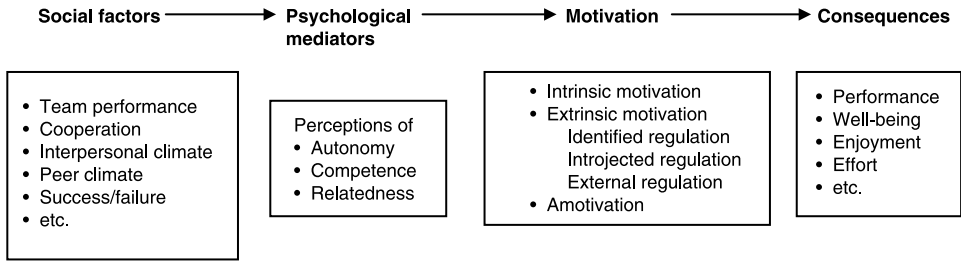 Social factors
Psychological
mediators
Motivation
Consequences
• Team performance
• Cooperation
• Interpersonal climate
• Peer climate
• Success/failure
• etc.
Perceptions of
• Autonomy
• Competence
• Relatedness
• Intrinsic motivation
• Extrinsic motivation
Identified regulation
Introjected regulation
External regulation
• Amotivation
• Performance
• Well-being
• Enjoyment
• Effort
• etc.